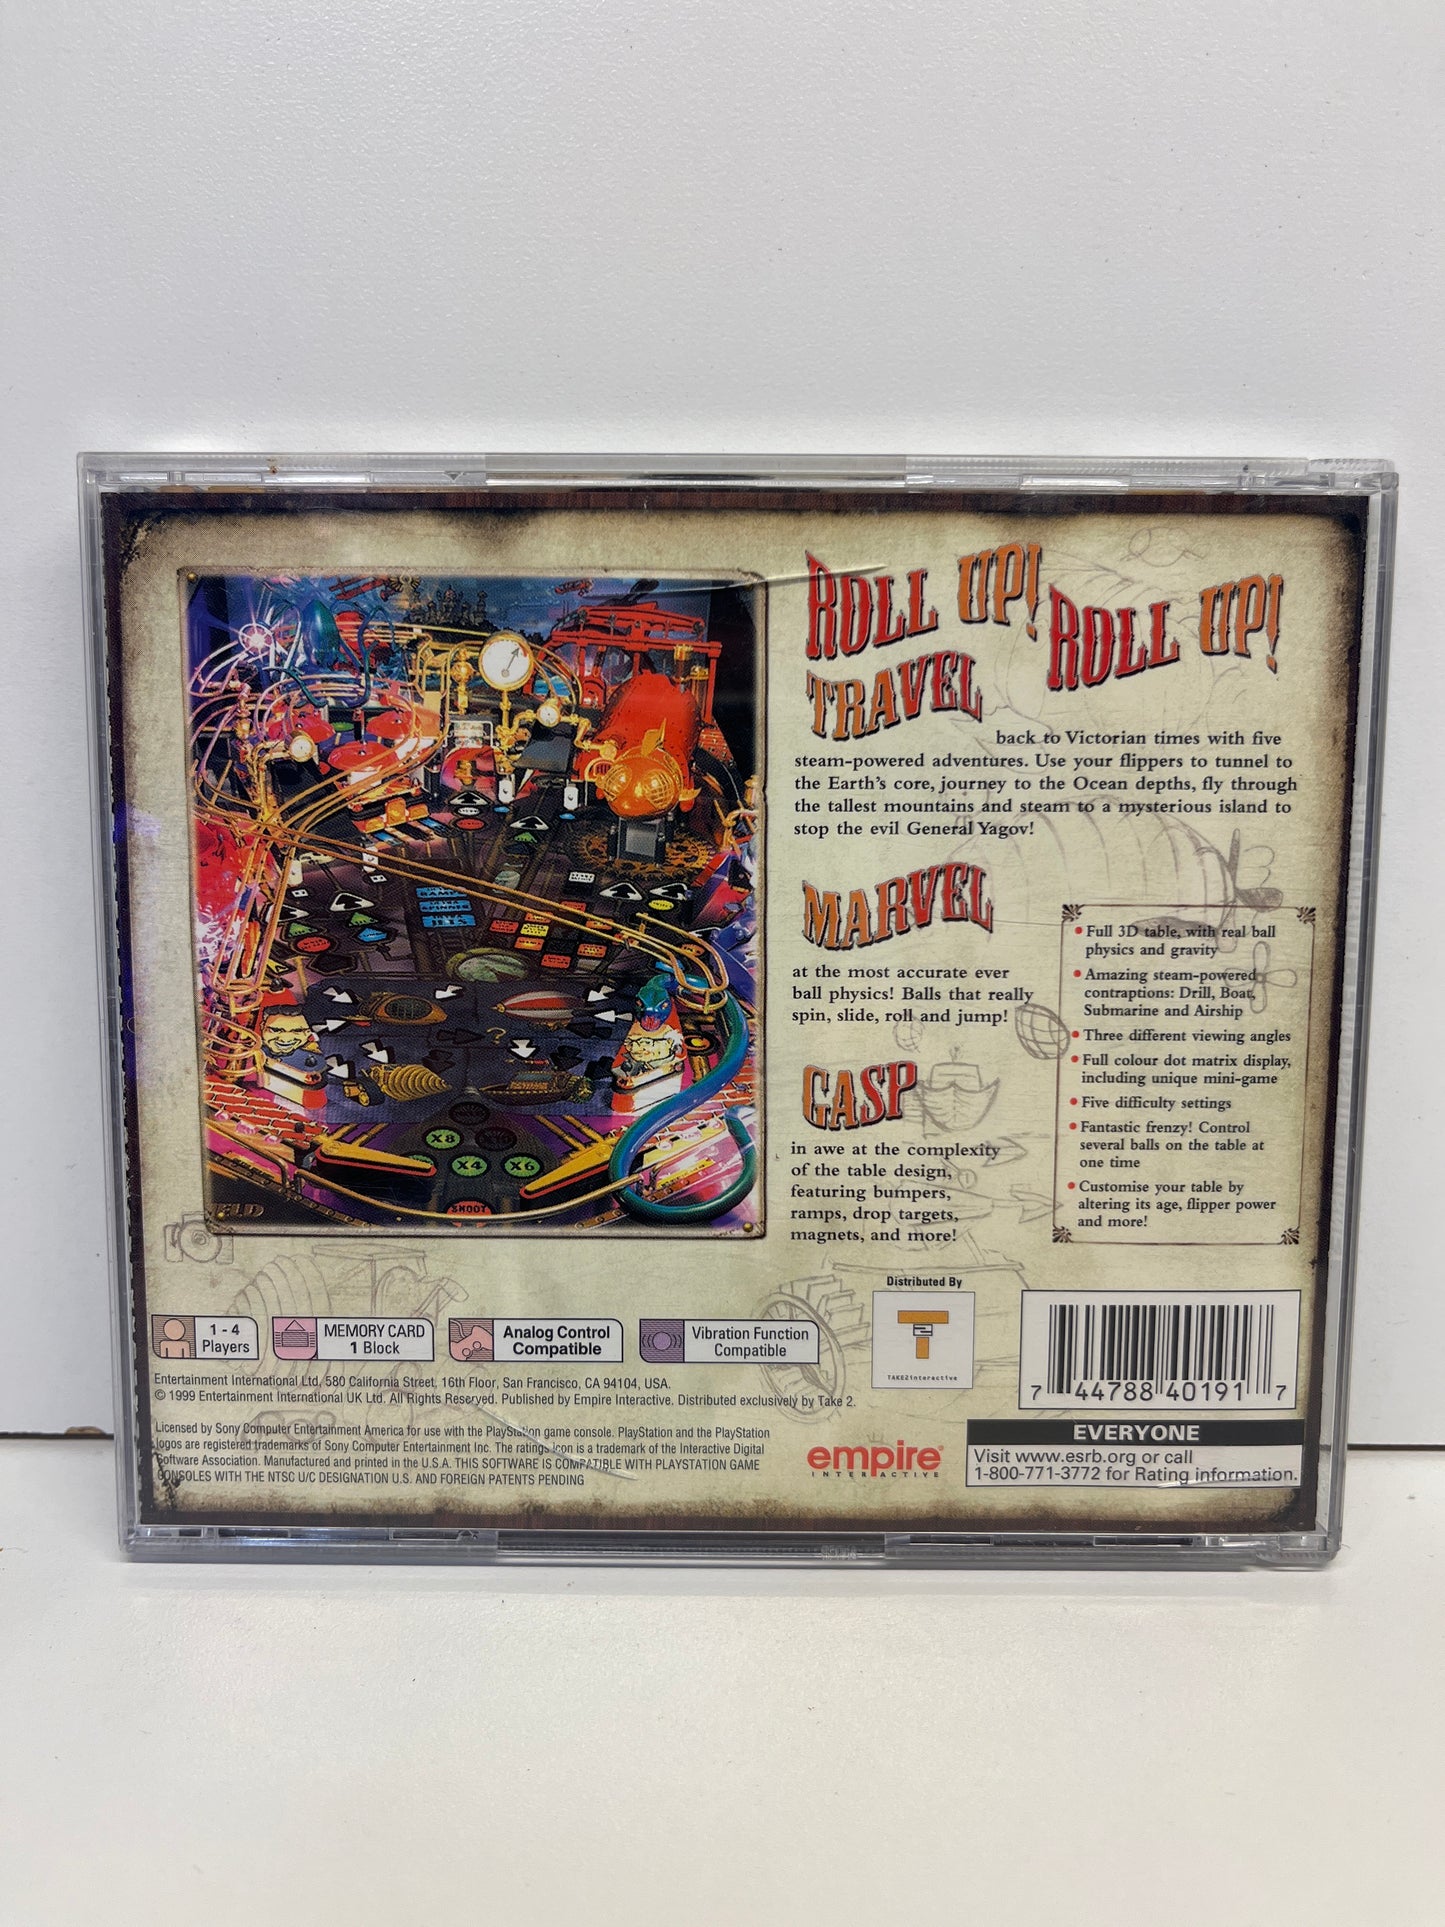 ROLL UP! ROLL UP!
TRAVEL
back to Victorian times with five
steam-powered adventures. Use your flippers to tunnel to
the Earth's core, journey to the Ocean depths, fly through
the tallest mountains and steam to a mysterious island to
stop the evil General Yagov!
MARVEL
at the most accurate ever
ball physics! Balls that really
spin, slide, roll and jump!
GASP
in awe at the complexity
of the table design,
featuring bumpers,
ramps, drop targets,
magnets, and more!
• Full 3D table, with real ball
physics and gravity
• Amazing steam-powered
contraptions: Drill, Boat,
Submarine and Airship
• Three different viewing angles
• Full colour dot matrix display,
including unique mini-game
• Five difficulty settings
• Fantastic frenzy! Control
several balls on the table at
one time
• Customise your table by
altering its age, flipper power
and more!
X8
X4
X6
SHOOT
1 - 4
Players
MEMORY CARD
1 Block
Analog Control
Compatible
Vibration Function
Compatible
Distributed By
TAKE2interactive
7 44788 40191 7
Entertainment International Ltd, 580 California Street, 16th Floor, San Francisco, CA 94104, USA.
© 1999 Entertainment International UK Ltd. All Rights Reserved. Published by Empire Interactive. Distributed exclusively by Take 2.
Licensed by Sony Computer Entertainment America for use with the PlayStation game console. PlayStation and the PlayStation
logos are registered trademarks of Sony Computer Entertainment Inc. The ratings icon is a trademark of the Interactive Digital
Software Association. Manufactured and printed in the U.S.A. THIS SOFTWARE IS COMPATIBLE WITH PLAYSTATION GAME
CONSOLES WITH THE NTSC U/C DESIGNATION U.S. AND FOREIGN PATENTS PENDING
empire
INTERACTIVE
EVERYONE
Visit www.esrb.org or call
1-800-771-3772 for Rating information.